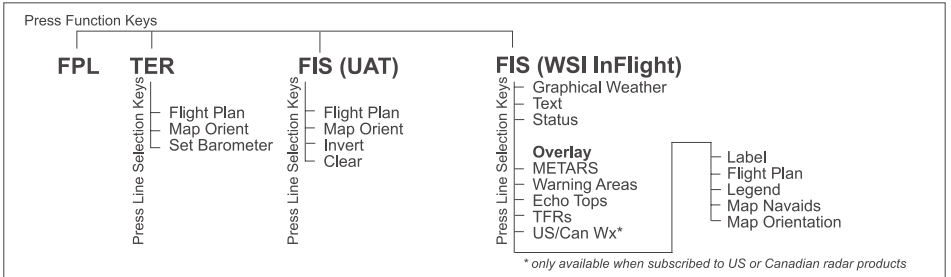 Press Function Keys
FPL
TER
Press Line Selection Keys
Flight Plan
Map Orient
Set Barometer
FIS (UAT)
Press Line Selection Keys
Flight Plan
Map Orient
Invert
Clear
FIS (WSI InFlight)
Press Line Selection Keys
Graphical Weather
Text
Status
Overlay
METARS
Warning Areas
Echo Tops
TFRs
US/Can Wx*
Label
Flight Plan
Legend
Map Navaids
Map Orientation
* only available when subscribed to US or Canadian radar products